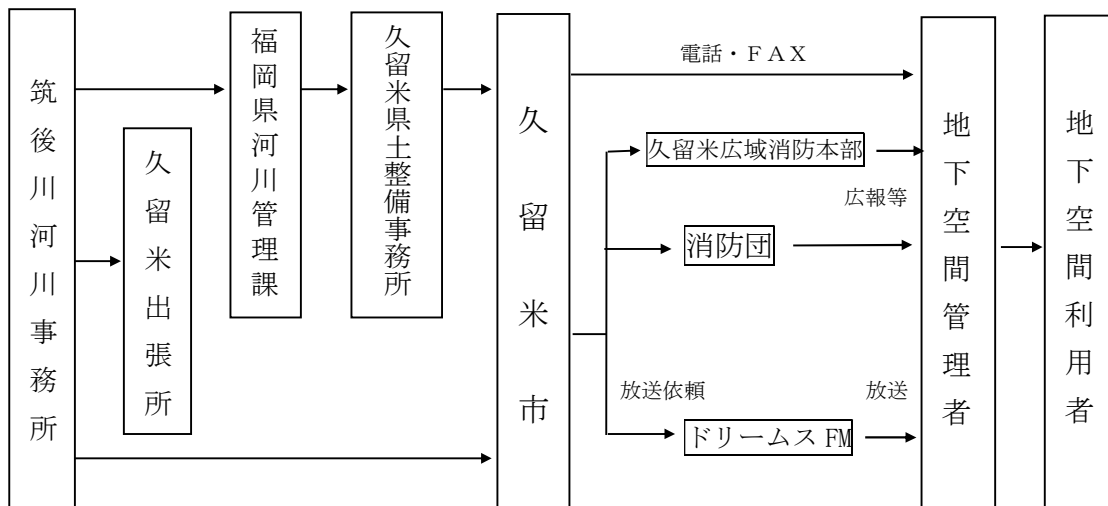 筑後川河川事務所
久留米出張所
福岡県河川管理課
久留米県土整備事務所
久留米市
電話・ＦＡＸ
久留米広域消防本部
広報等
消防団
放送依頼
放送
ドリームス FM
地下空間管理者
地下空間利用者